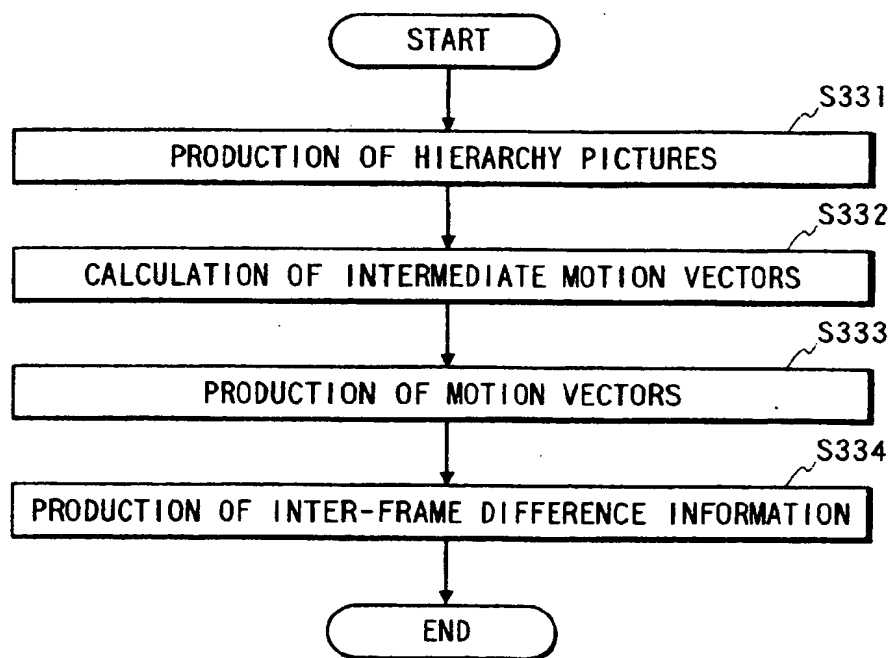 START
S331
PRODUCTION OF HIERARCHY PICTURES
S332
CALCULATION OF INTERMEDIATE MOTION VECTORS
S333
PRODUCTION OF MOTION VECTORS
S334
PRODUCTION OF INTER-FRAME DIFFERENCE INFORMATION
END